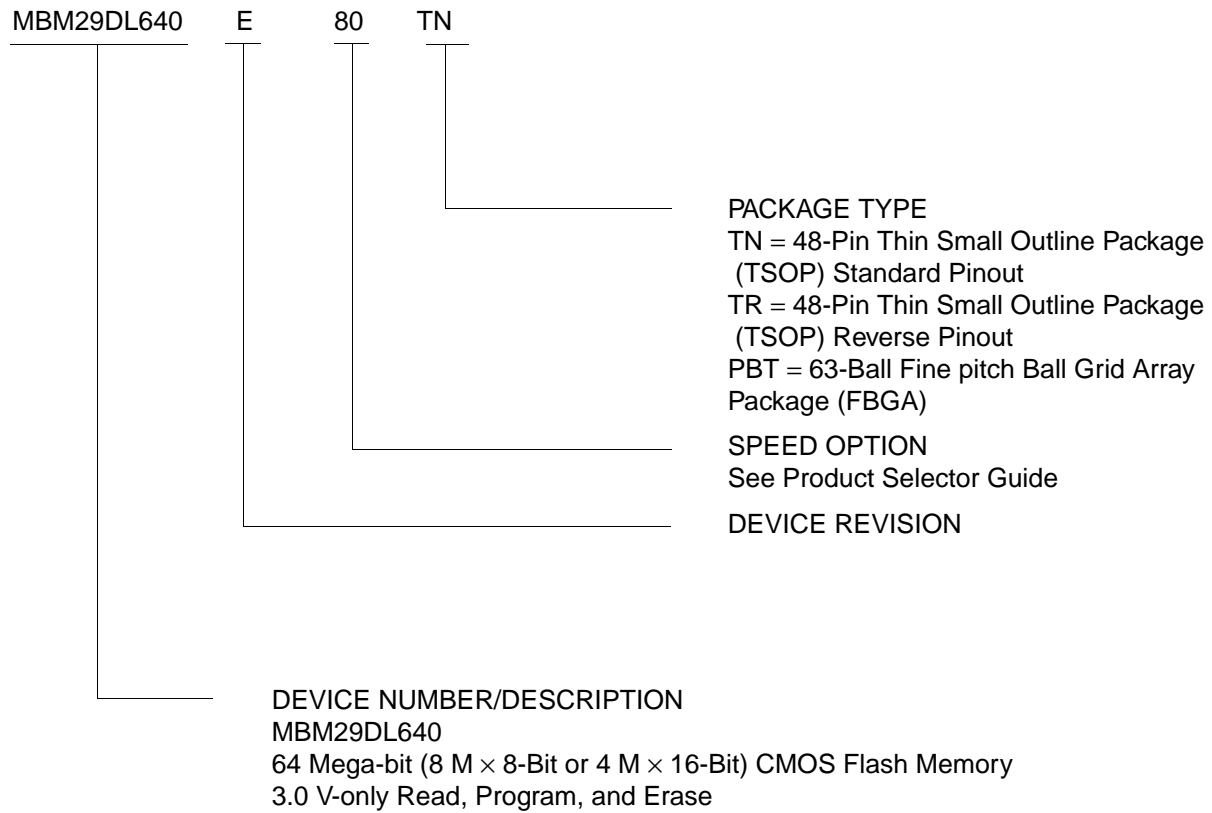 MBM29DL640 E 80 TN
PACKAGE TYPE
TN = 48-Pin Thin Small Outline Package
(TSOP) Standard Pinout
TR = 48-Pin Thin Small Outline Package
(TSOP) Reverse Pinout
PBT = 63-Ball Fine pitch Ball Grid Array
Package (FBGA)
SPEED OPTION
See Product Selector Guide
DEVICE REVISION
DEVICE NUMBER/DESCRIPTION
MBM29DL640
64 Mega-bit (8 M × 8-Bit or 4 M × 16-Bit) CMOS Flash Memory
3.0 V-only Read, Program, and Erase